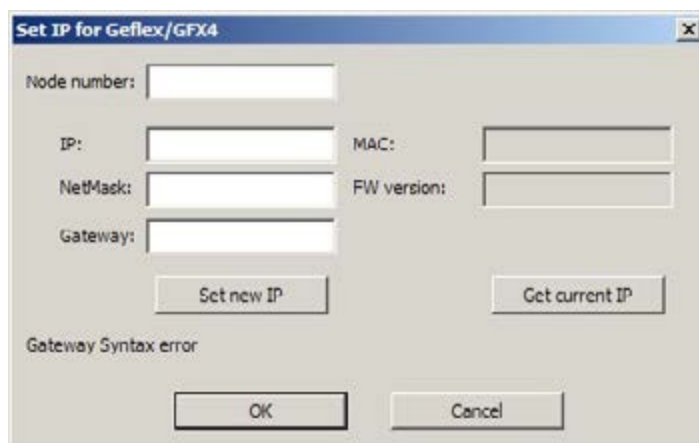 Set IP for Geflex/GFX4
Node number:
IP:
MAC:
NetMask:
FW version:
Gateway:
Set new IP
Get current IP
Gateway Syntax error
OK
Cancel